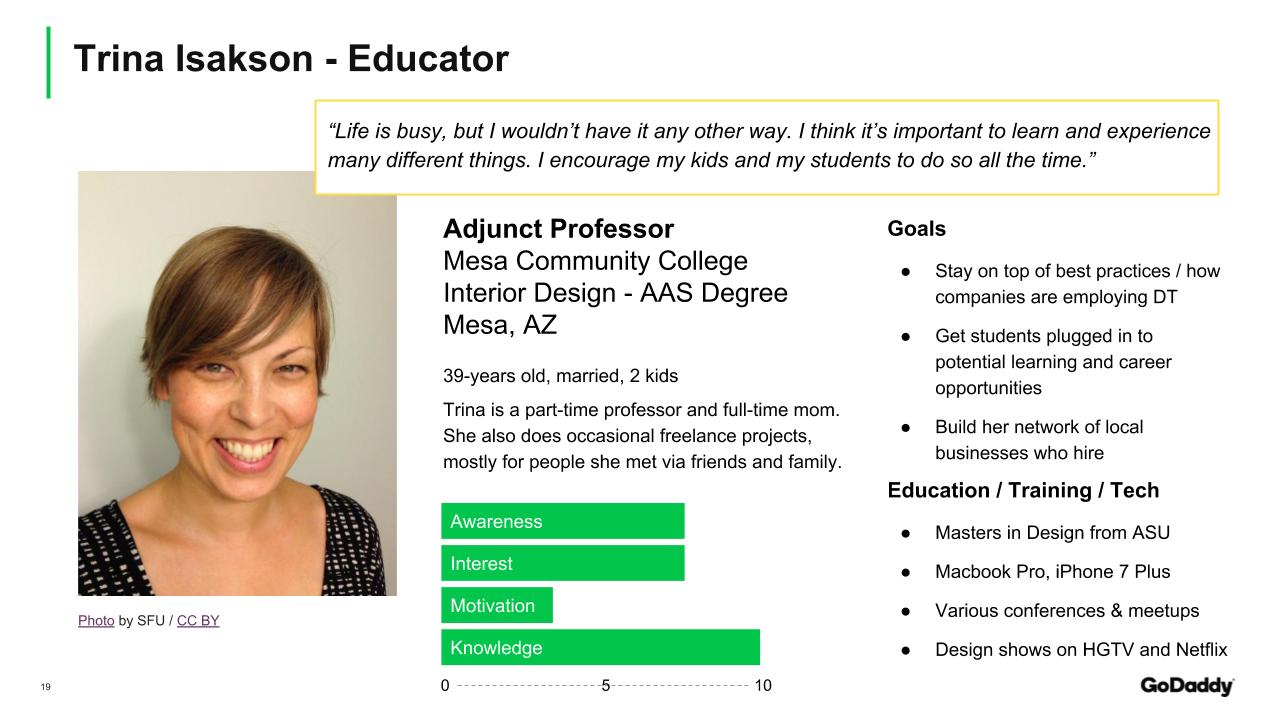 Trina Isakson - Educator
“Life is busy, but I wouldn’t have it any other way. I think it’s important to learn and experience
many different things. I encourage my kids and my students to do so all the time.”
Adjunct Professor
Mesa Community College
Interior Design - AAS Degree
Mesa, AZ
39-years old, married, 2 kids
Trina is a part-time professor and full-time mom.
She also does occasional freelance projects,
mostly for people she met via friends and family.
Awareness
Interest
Motivation
Knowledge
0 5 10
Goals
● Stay on top of best practices / how
companies are employing DT
● Get students plugged in to
potential learning and career
opportunities
● Build her network of local
businesses who hire
Education / Training / Tech
● Masters in Design from ASU
● Macbook Pro, iPhone 7 Plus
● Various conferences & meetups
● Design shows on HGTV and Netflix
Photo by SFU / CC BY
19
GoDaddy